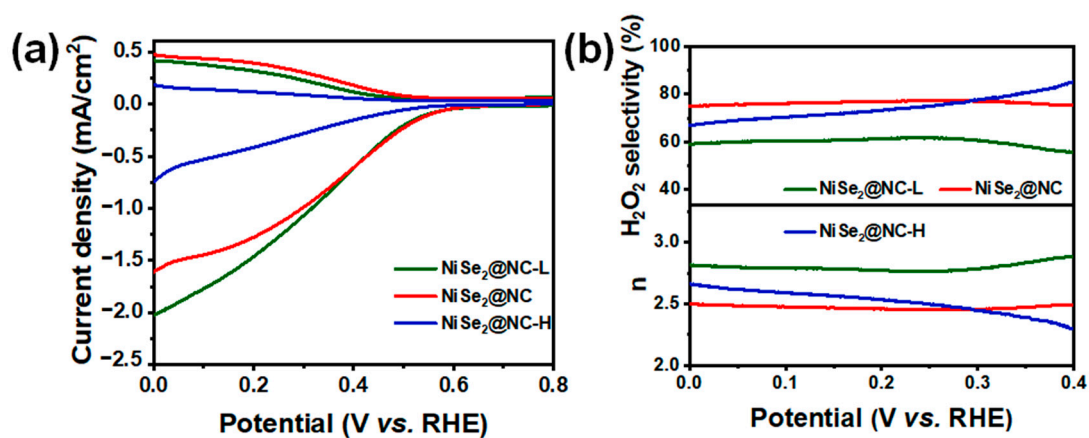 (a)
Current density (mA/cm²)
0.5
0.0
−0.5
−1.0
−1.5
−2.0
−2.5
NiSe₂@NC-L
NiSe₂@NC
NiSe₂@NC-H
0.0 0.2 0.4 0.6 0.8
Potential (V vs. RHE)
(b)
H₂O₂ selectivity (%)
100
80
60
40
NiSe₂@NC-L NiSe₂@NC
NiSe₂@NC-H
n
3.0
2.5
2.0
0.0 0.1 0.2 0.3 0.4
Potential (V vs. RHE)